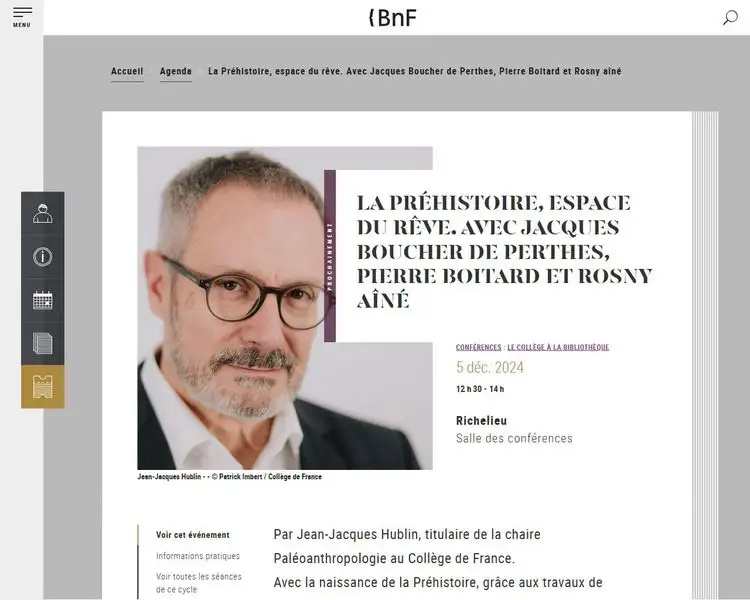 MENU
{BnF
Accueil Agenda La Préhistoire, espace du rêve. Avec Jacques Boucher de Perthes, Pierre Boitard et Rosny aîné
PROCHAINEMENT
LA PRÉHISTOIRE, ESPACE
DU RÊVE. AVEC JACQUES
BOUCHER DE PERTHES,
PIERRE BOITARD ET ROSNY
AÎNÉ
CONFÉRENCES : LE COLLÈGE À LA BIBLIOTHÈQUE
5 déc. 2024
12 h 30 - 14 h
Richelieu
Salle des conférences
Jean-Jacques Hublin - - © Patrick Imbert / Collège de France
Voir cet événement
Informations pratiques
Voir toutes les séances
de ce cycle
Par Jean-Jacques Hublin, titulaire de la chaire
Paléoanthropologie au Collège de France.
Avec la naissance de la Préhistoire, grâce aux travaux de